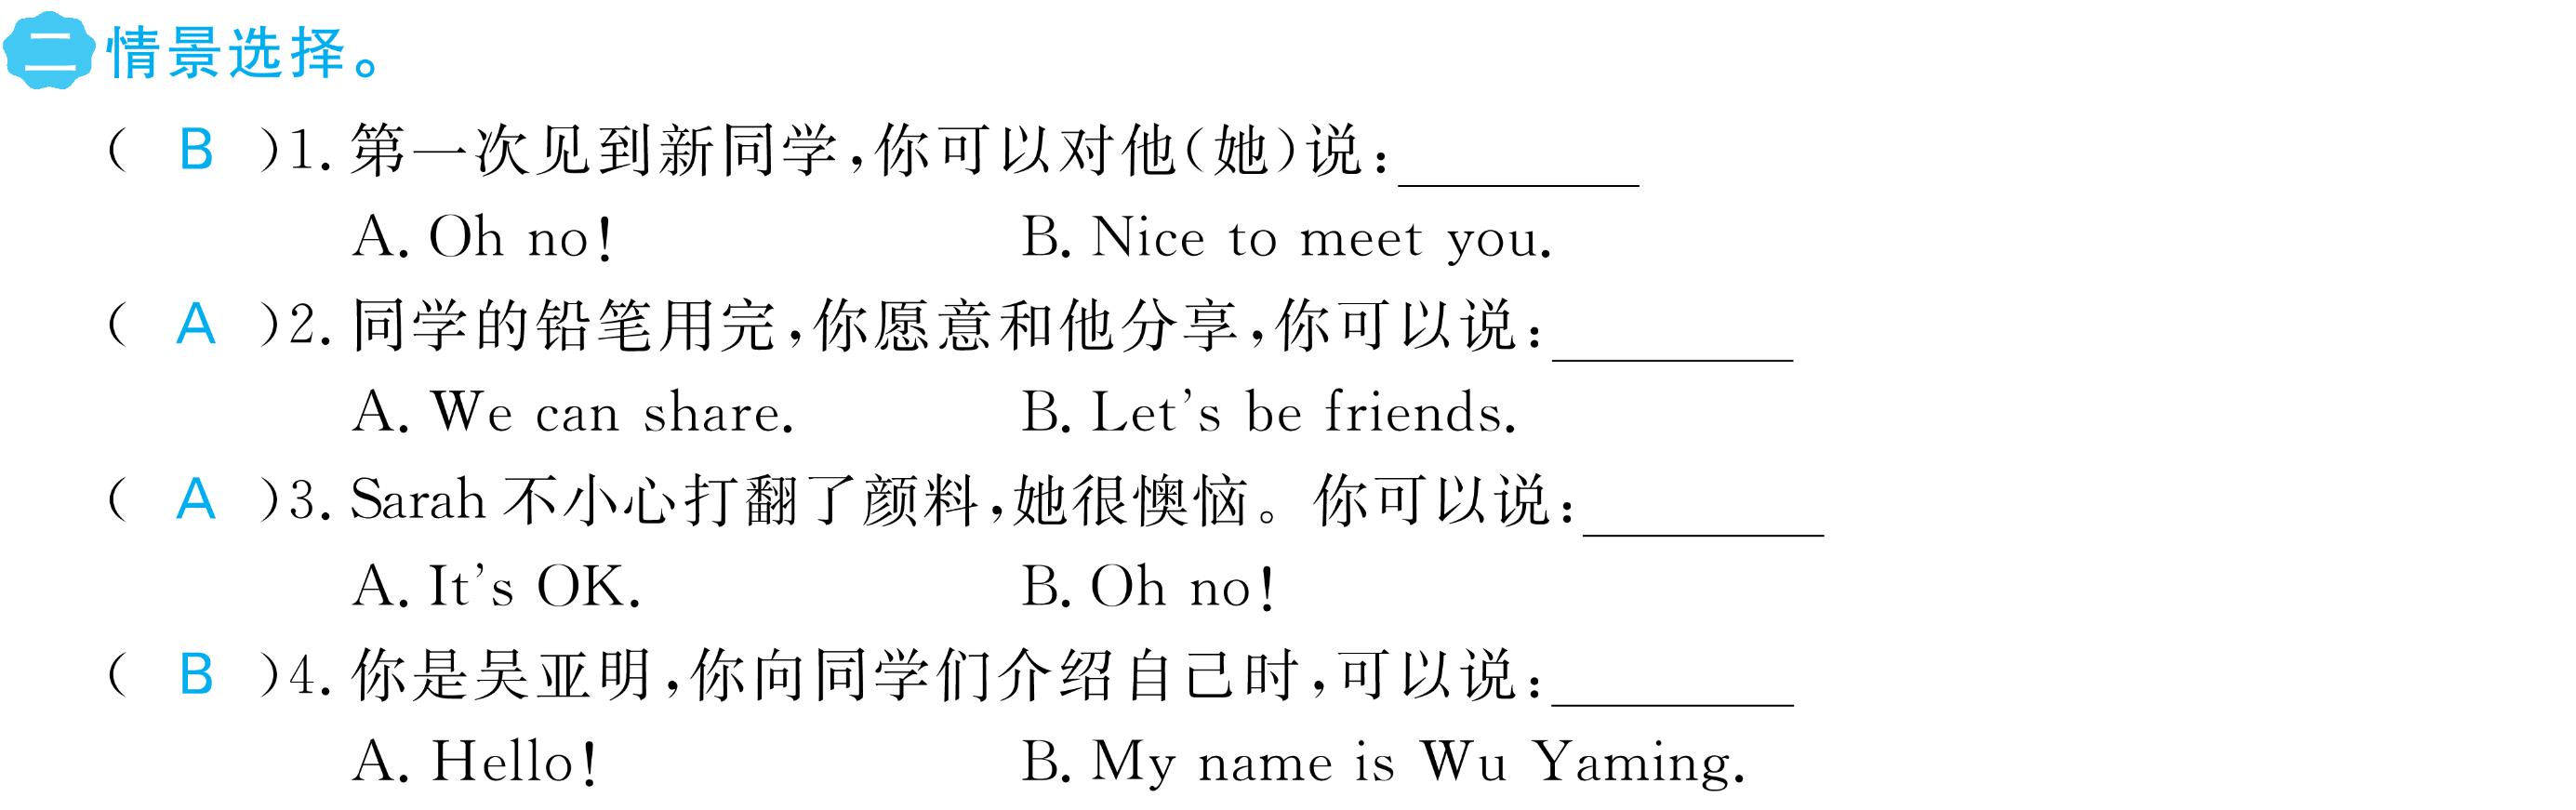 二 情景选择。
( B )1. 第一次见到新同学,你可以对他(她)说:________
A. Oh no! B. Nice to meet you.
( A )2. 同学的铅笔用完,你愿意和他分享,你可以说:________
A. We can share. B. Let's be friends.
( A )3. Sarah 不小心打翻了颜料,她很懊恼。你可以说:________
A. It's OK. B. Oh no!
( B )4. 你是吴亚明,你向同学们介绍自己时,可以说:________
A. Hello! B. My name is Wu Yaming.